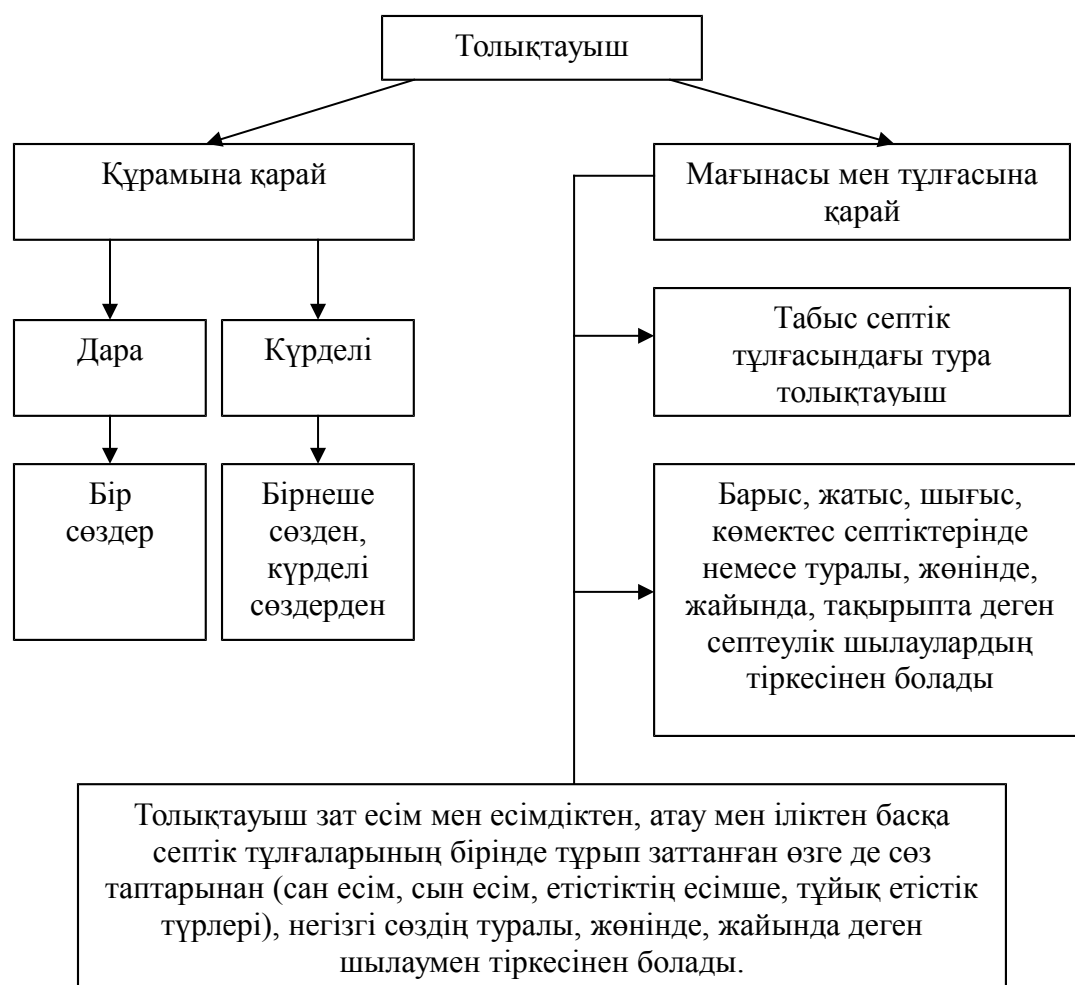 Толықтауыш
Құрамына қарай
Мағынасы мен тұлғасына
қарай
Дара
Күрделі
Табыс септік
тұлғасындағы тура
толықтауыш
Бір
сөздер
Бірнеше
сөзден,
күрделі
сөздерден
Барыс, жатыс, шығыс,
көмектес септіктерінде
немесе туралы, жөнінде,
жайында, тақырыпта деген
септеулік шылаулардың
тіркесінен болады
Толықтауыш зат есім мен есімдіктен, атау мен іліктен басқа
септік тұлғаларының бірінде тұрып заттанған өзге де сөз
таптарынан (сан есім, сын есім, етістіктің есімше, тұйық етістік
түрлері), негізгі сөздің туралы, жөнінде, жайында деген
шылаумен тіркесінен болады.